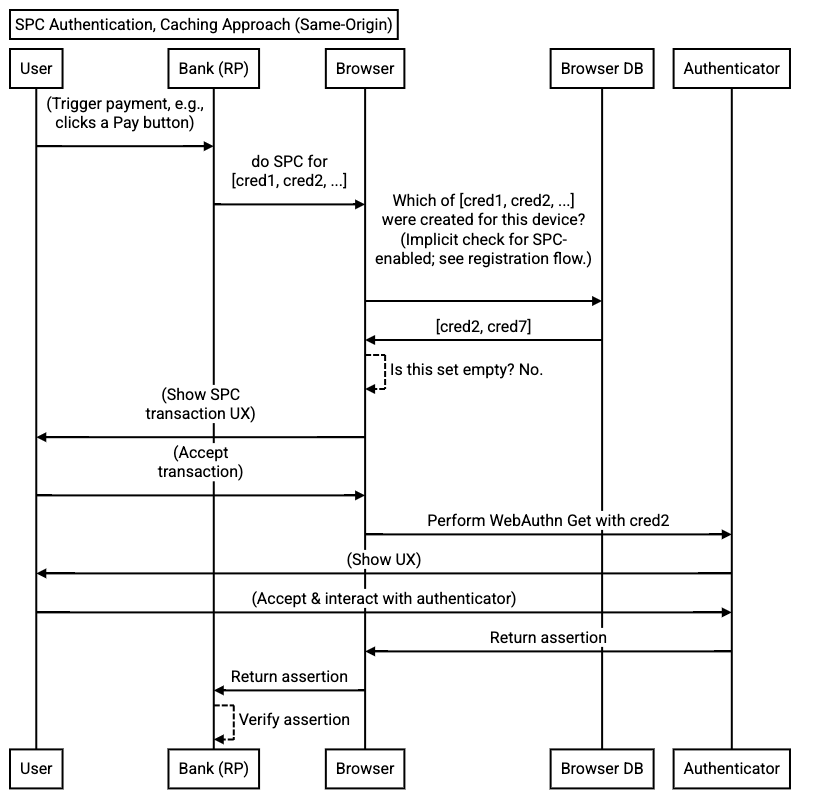 SPC Authentication, Caching Approach (Same-Origin)
User
Bank (RP)
Browser
Browser DB
Authenticator
(Trigger payment, e.g.,
clicks a Pay button)
do SPC for
[cred1, cred2, ...]
Which of [cred1, cred2, ...]
were created for this device?
(Implicit check for SPC-
enabled; see registration flow.)
[cred2, cred7]
Is this set empty? No.
(Show SPC
transaction UX)
(Accept
transaction)
Perform WebAuthn Get with cred2
(Show UX)
(Accept & interact with authenticator)
Return assertion
Return assertion
Verify assertion
User
Bank (RP)
Browser
Browser DB
Authenticator